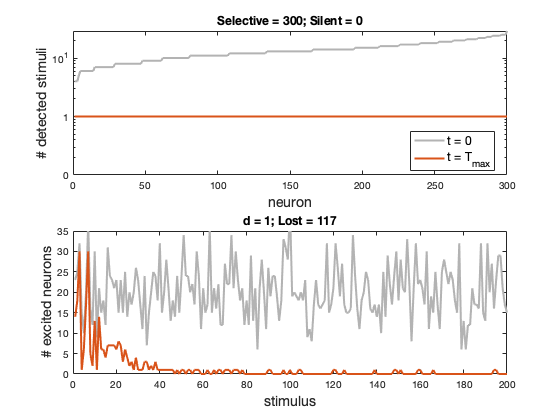 Selective = 300; Silent = 0
# detected stimuli
10^1
1
0
0 50 100 150 200 250 300
neuron
t = 0
t = T_max
d = 1; Lost = 117
# excited neurons
35
30
25
20
15
10
5
0
0 20 40 60 80 100 120 140 160 180 200
stimulus